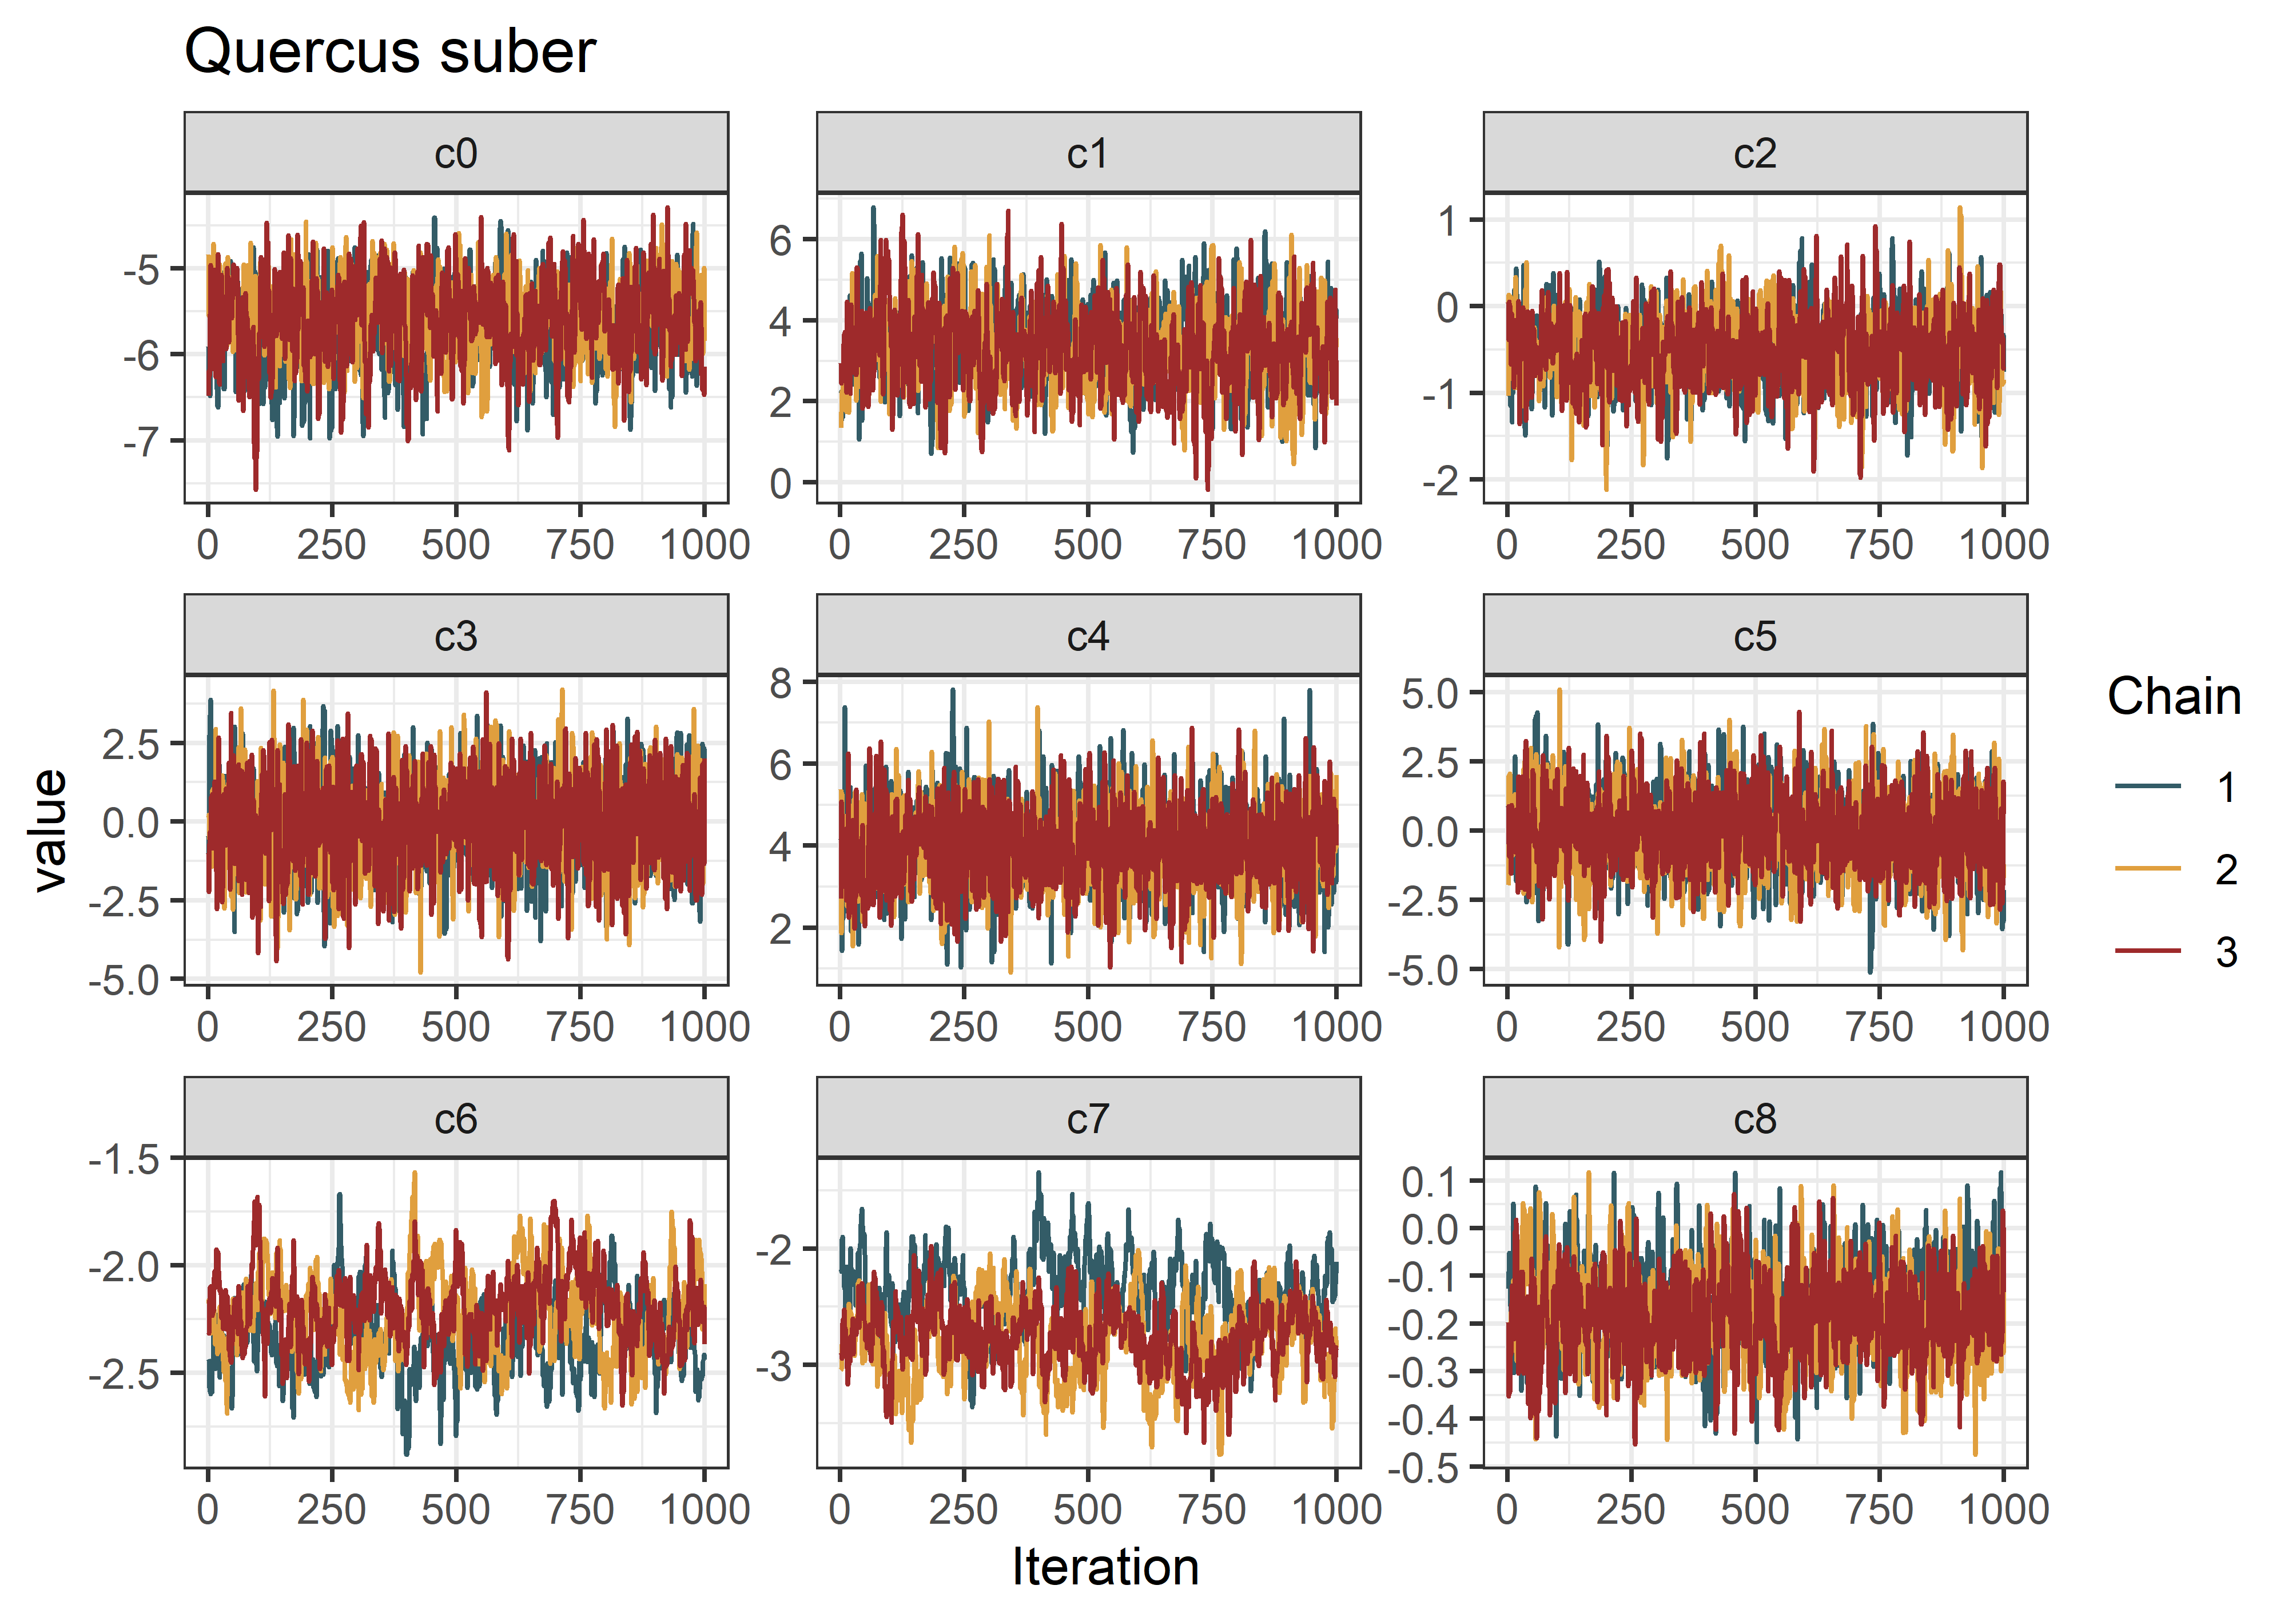 Quercus suber
c0 c1 c2
-5 -6 -7
6 4 2 0
1 0 -1 -2
0 250 500 750 1000 0 250 500 750 1000 0 250 500 750 1000
c3 c4 c5
2.5 0.0 -2.5 -5.0
8 6 4 2
5.0 2.5 0.0 -2.5 -5.0
0 250 500 750 1000 0 250 500 750 1000 0 250 500 750 1000
c6 c7 c8
-1.5 -2.0 -2.5
-2 -3
0.1 0.0 -0.1 -0.2 -0.3 -0.4 -0.5
0 250 500 750 1000 0 250 500 750 1000 0 250 500 750 1000
value
Iteration
Chain
1
2
3